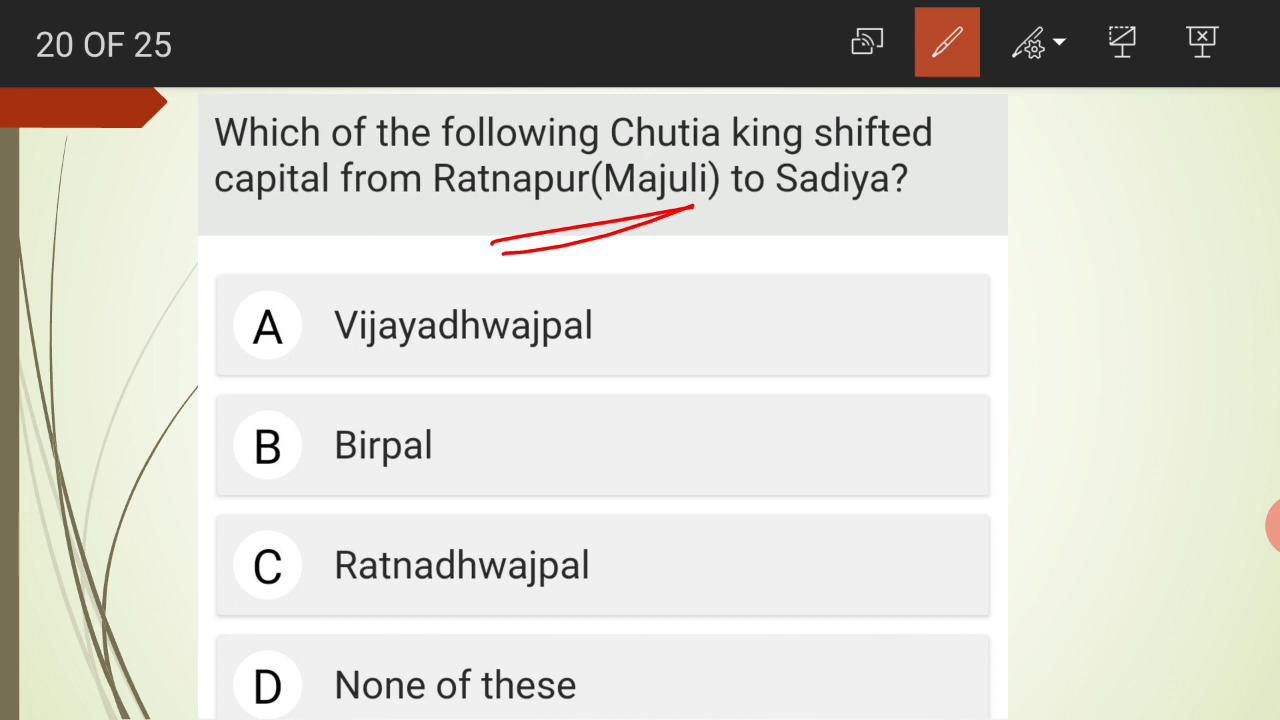 20 OF 25
Which of the following Chutia king shifted
capital from Ratnapur(Majuli) to Sadiya?
A Vijayadhwajpal
B Birpal
C Ratnadhwajpal
D None of these